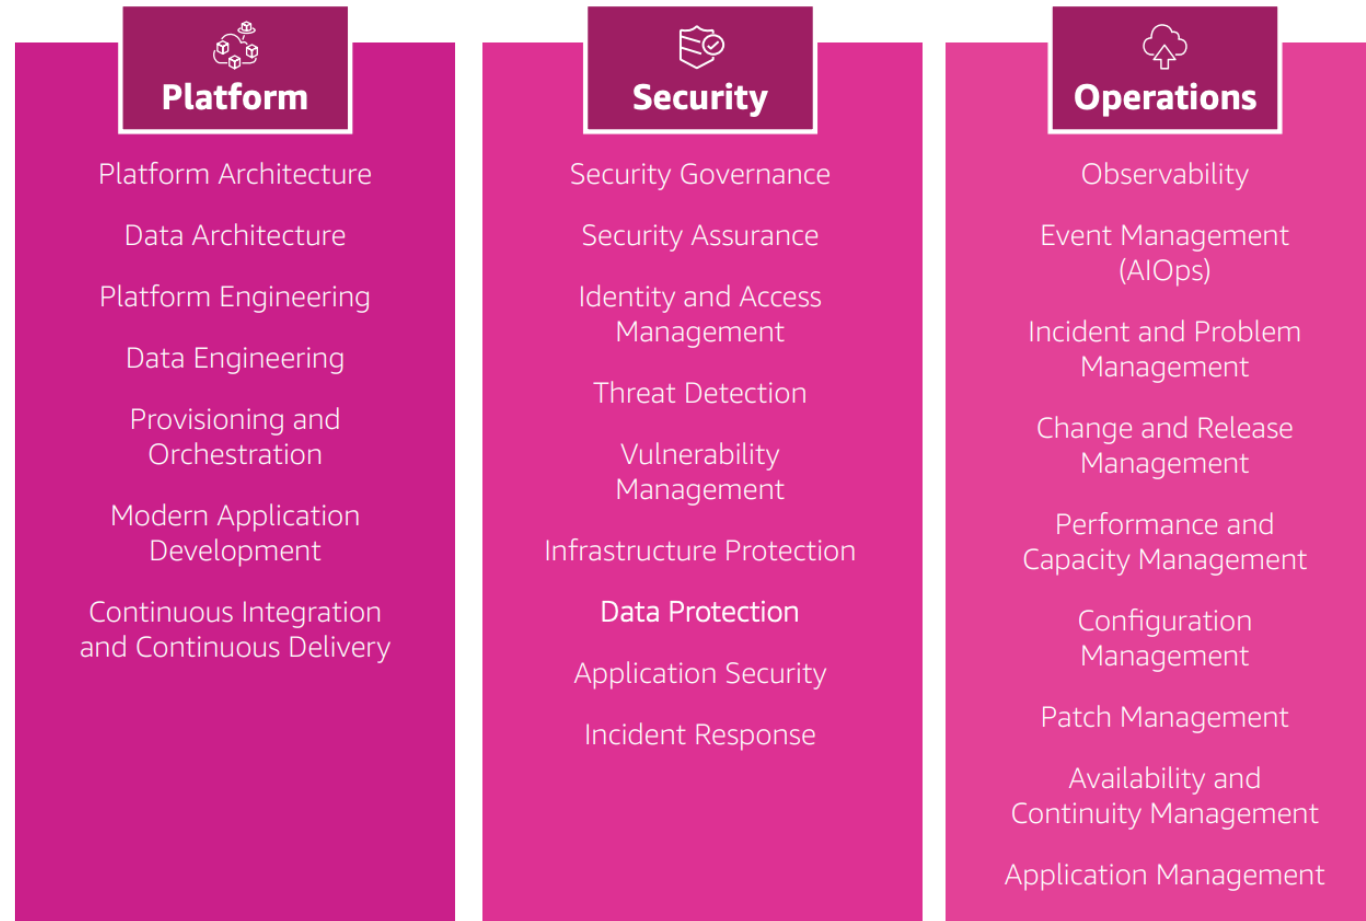 Platform
Platform Architecture
Data Architecture
Platform Engineering
Data Engineering
Provisioning and
Orchestration
Modern Application
Development
Continuous Integration
and Continuous Delivery
Security
Security Governance
Security Assurance
Identity and Access
Management
Threat Detection
Vulnerability
Management
Infrastructure Protection
Data Protection
Application Security
Incident Response
Operations
Observability
Event Management
(AIOps)
Incident and Problem
Management
Change and Release
Management
Performance and
Capacity Management
Configuration
Management
Patch Management
Availability and
Continuity Management
Application Management